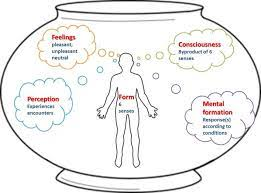 Feelings
pleasant,
unpleasant
neutral
Consciousness
Byproduct of 6
senses
Perception
Experiences
encounters
Form
6
senses
Mental
formation
Response(s)
according to
conditions